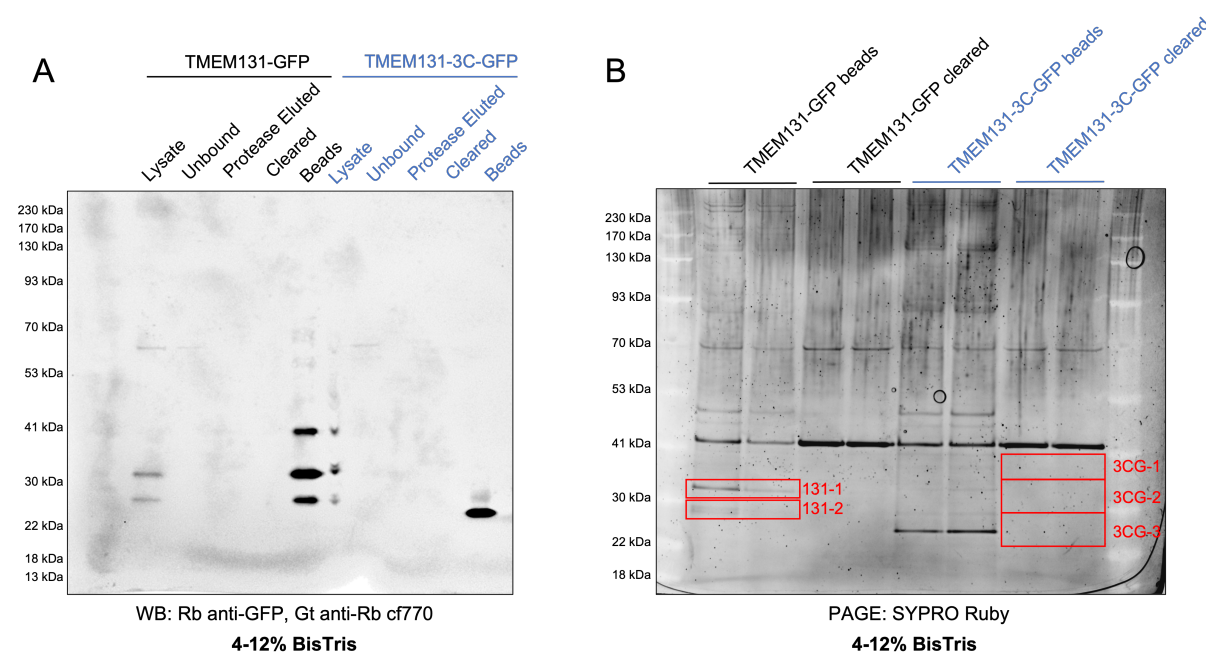 A
TMEM131-GFP
TMEM131-3C-GFP
Lysate
Unbound
Protease Eluted
Cleared
Beads
Lysate
Unbound
Protease Eluted
Cleared
Beads
230 kDa
170 kDa
130 kDa
93 kDa
70 kDa
53 kDa
41 kDa
30 kDa
22 kDa
18 kDa
13 kDa
WB: Rb anti-GFP, Gt anti-Rb cf770
4-12% BisTris
B
TMEM131-GFP beads
TMEM131-GFP cleared
TMEM131-3C-GFP beads
TMEM131-3C-GFP cleared
230 kDa
170 kDa
130 kDa
93 kDa
70 kDa
53 kDa
41 kDa
30 kDa
22 kDa
18 kDa
131-1
131-2
3CG-1
3CG-2
3CG-3
PAGE: SYPRO Ruby
4-12% BisTris